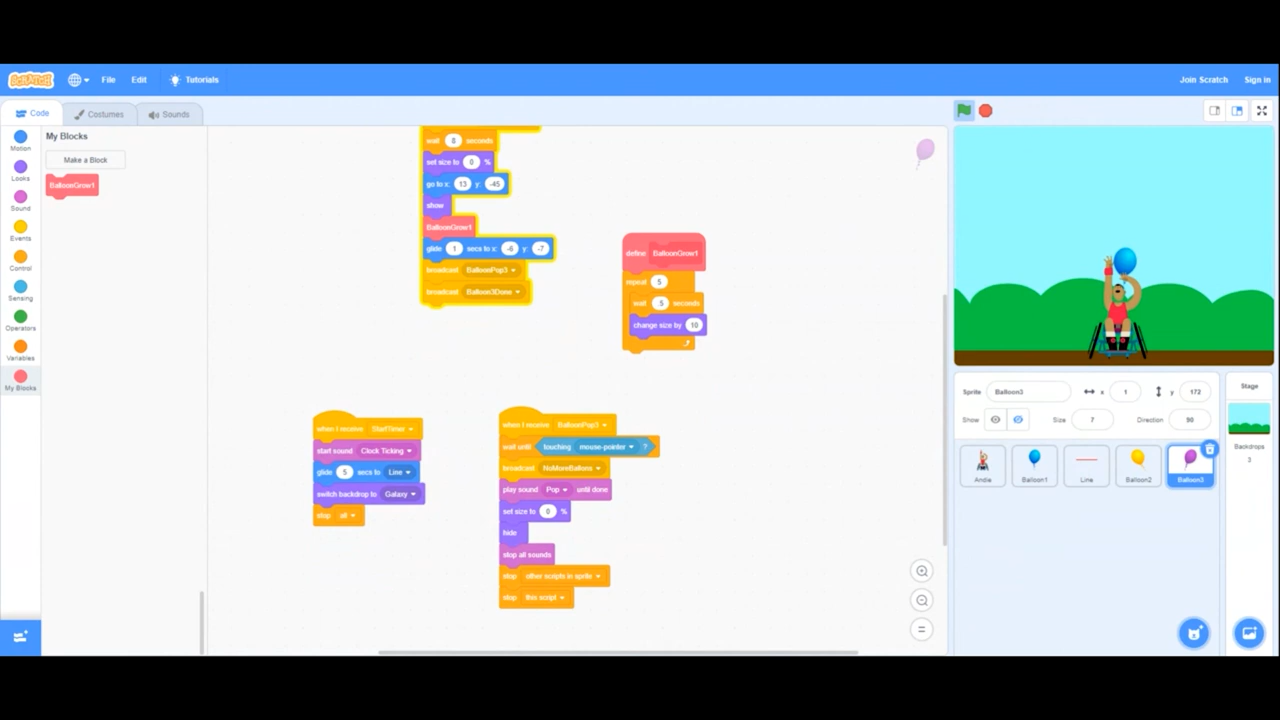 SCRATCH File Edit Tutorials Join Scratch Sign in
Code Costumes Sounds
Motion
Looks
Sound
Events
Control
Sensing
Operators
Variables
My Blocks
My Blocks
Make a Block
BalloonGrow1
wait 8 seconds
set size to 0 %
go to x: 13 y: -45
show
BalloonGrow1
glide 1 secs to x: -6 y: -7
broadcast BalloonPop3
broadcast Balloon3Done
define BalloonGrow1
repeat 5
wait .5 seconds
change size by 10
when I receive StartTimer
start sound Clock Ticking
glide 5 secs to Line
switch backdrop to Galaxy
stop all
when I receive BalloonPop3
wait until touching mouse-pointer ?
broadcast NoMoreBallons
play sound Pop until done
set size to 0 %
hide
stop all sounds
stop other scripts in sprite
stop this script
Sprite Balloon3 x 1 y 172
Show Size 7 Direction 90
Andie
Balloon1
Line
Balloon2
Balloon3
Stage
Backdrops
3